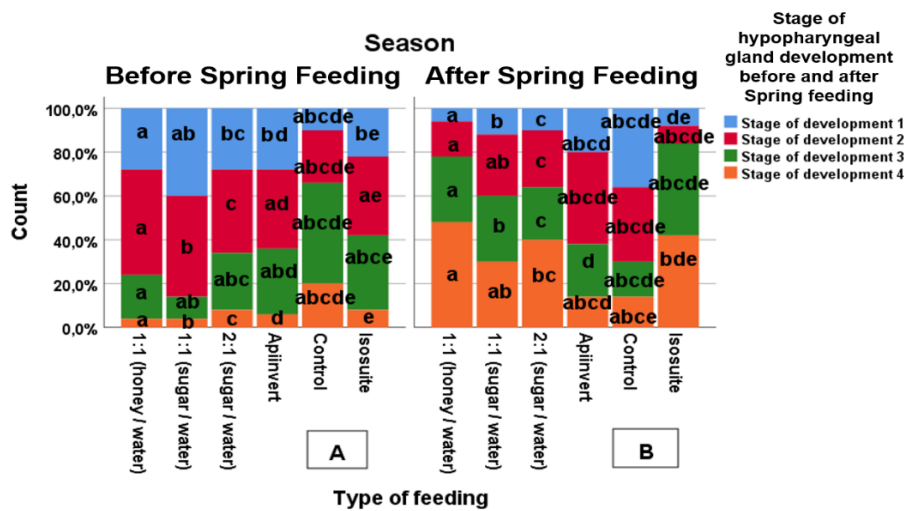 Season
Before Spring Feeding
After Spring Feeding
Stage of
hypopharyngeal
gland development
before and after
Spring feeding
Stage of development 1
Stage of development 2
Stage of development 3
Stage of development 4
Count
100,0%
80,0%
60,0%
40,0%
20,0%
0,0%
a ab bc bd abcde be
a b c ad abcde ae
a ab abc abd abcde abce
a b c d abcde e
a b c abcd abcde de
a ab c abcde abcde abcde
a b c d abcde abcde
a ab bc abcd abce bde
1:1 (honey / water)
1:1 (sugar / water)
2:1 (sugar / water)
Apiinvert
Control
Isosuite
1:1 (honey / water)
1:1 (sugar / water)
2:1 (sugar / water)
Apiinvert
Control
Isosuite
A
B
Type of feeding